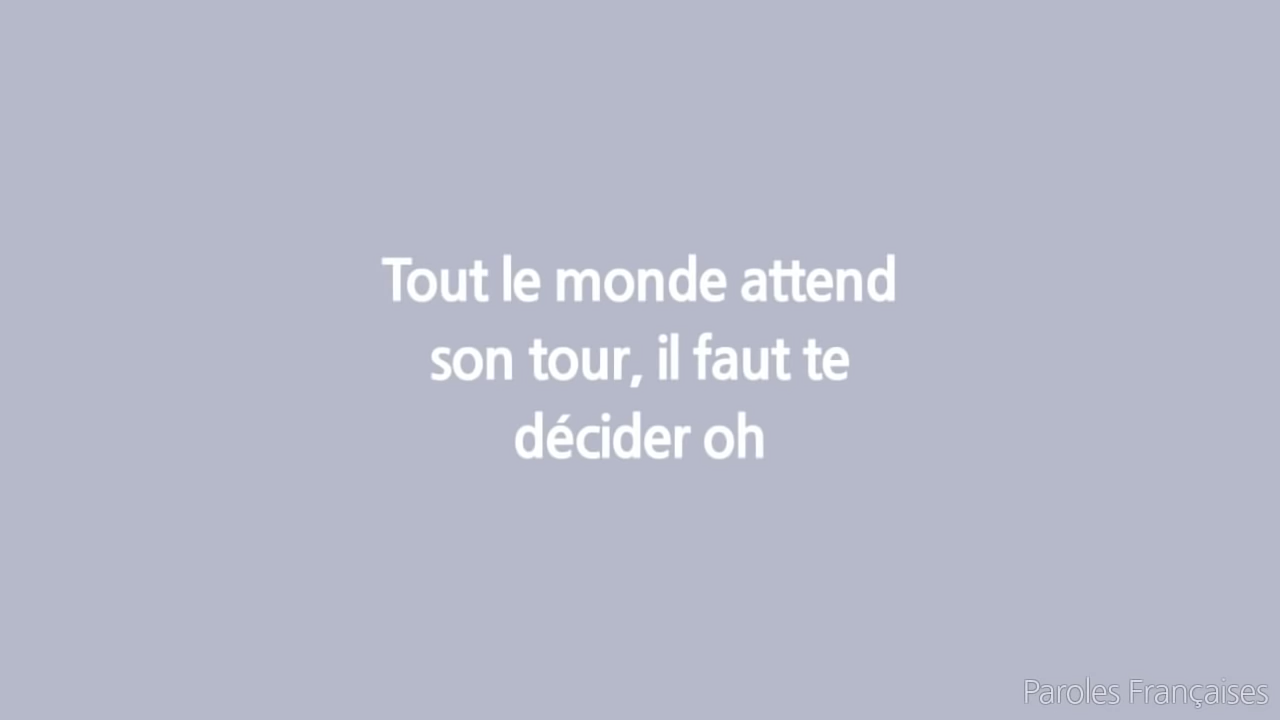 Tout le monde attend
son tour, il faut te
décider oh
Paroles Françaises